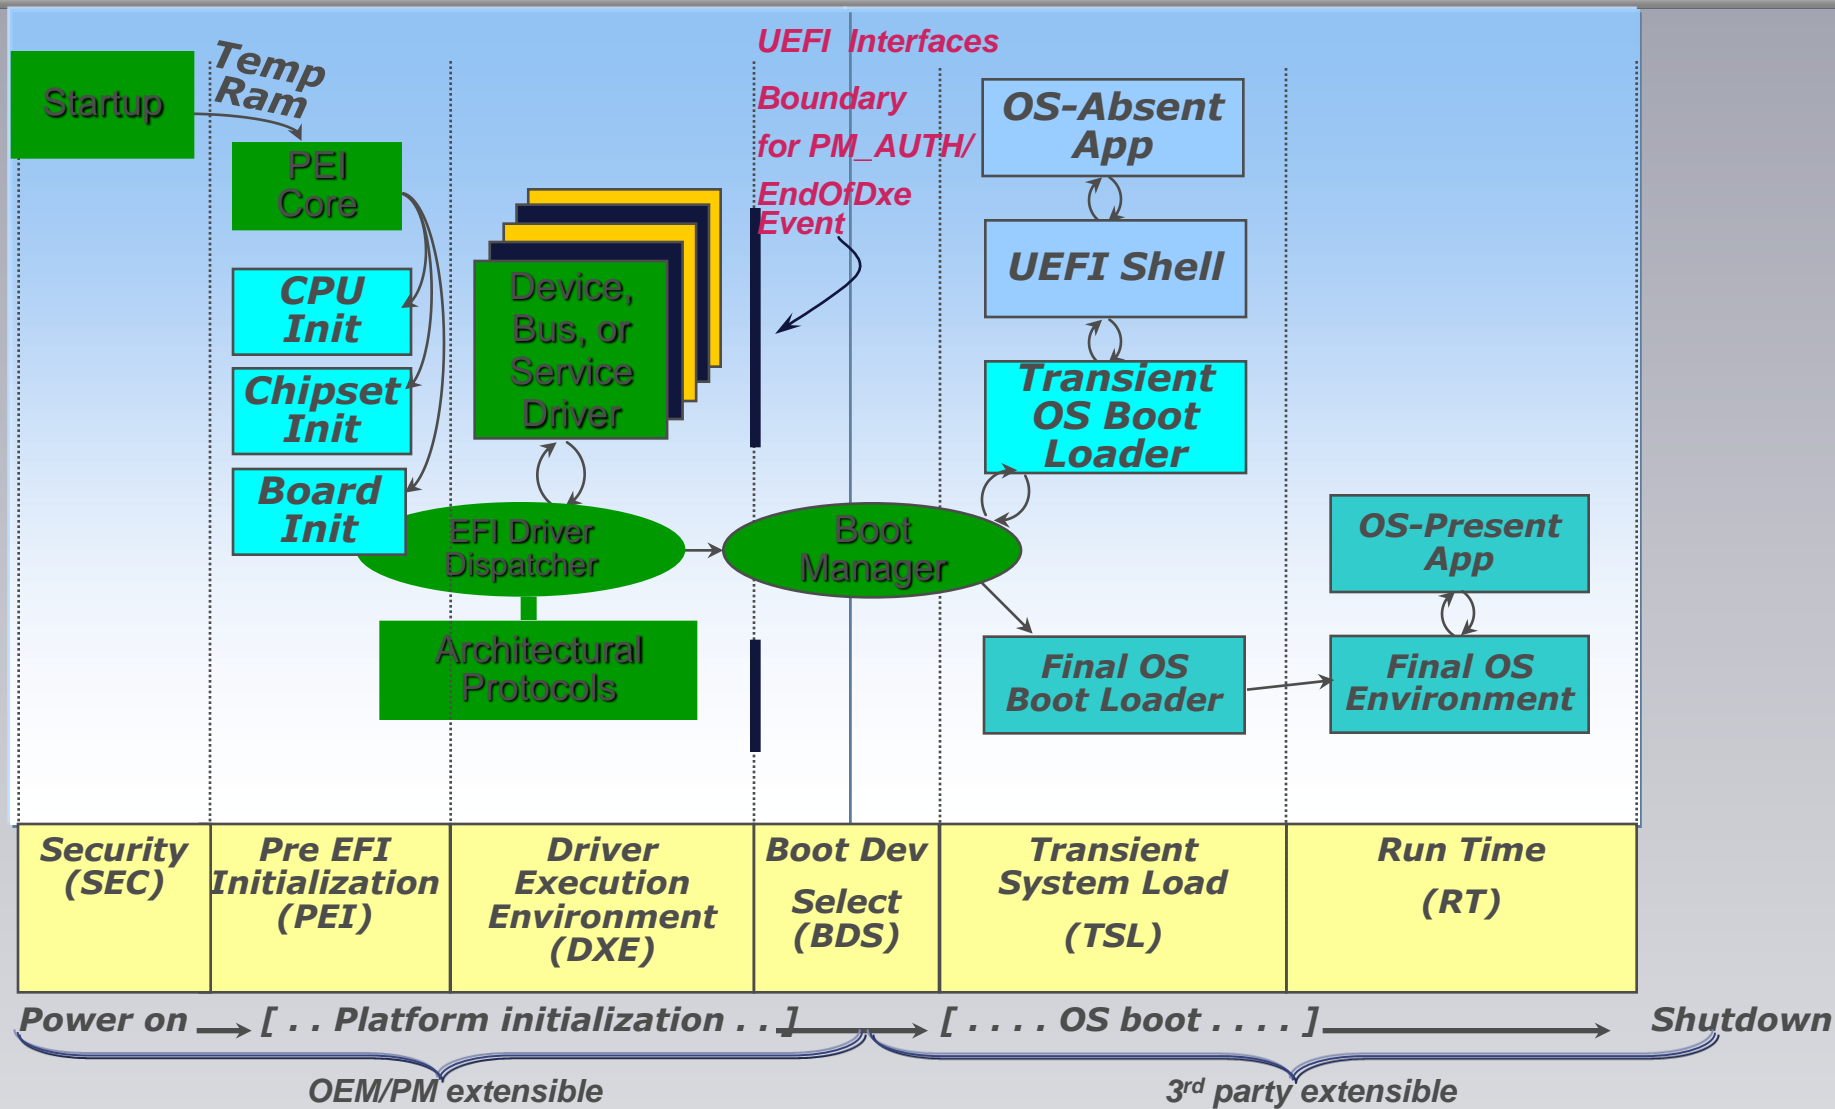 Startup
Temp
Ram
PEI
Core
CPU
Init
Chipset
Init
Board
Init
Device,
Bus, or
Service
Driver
EFI Driver
Dispatcher
Architectural
Protocols
UEFI Interfaces
Boundary
for PM_AUTH/
EndOfDxe
Event
Boot
Manager
OS-Absent
App
UEFI Shell
Transient
OS Boot
Loader
Final OS
Boot Loader
OS-Present
App
Final OS
Environment
Security
(SEC)
Pre EFI
Initialization
(PEI)
Driver
Execution
Environment
(DXE)
Boot Dev
Select
(BDS)
Transient
System Load
(TSL)
Run Time
(RT)
Power on [ . . Platform initialization . . ] [ . . . . OS boot . . . . ] Shutdown
OEM/PM extensible
3rd party extensible